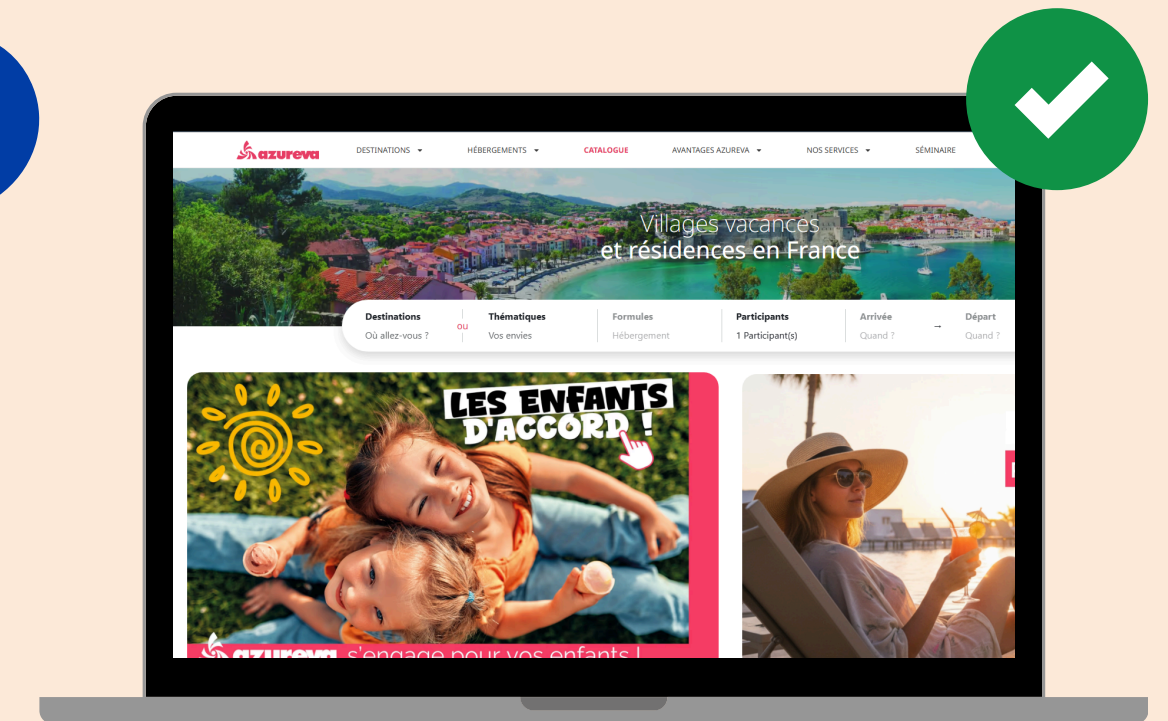 azureva
DESTINATIONS
HÉBERGEMENTS
CATALOGUE
AVANTAGES AZUREVA
NOS SERVICES
SÉMINAIRE
Villages vacances
et résidences en France
Destinations
Où allez-vous ?
ou
Thématiques
Vos envies
Formules
Hébergement
Participants
1 Participant(s)
Arrivée
Quand ?
→
Départ
Quand ?
LES ENFANTS
D'ACCORD !
azureva s'engage pour vos enfants !